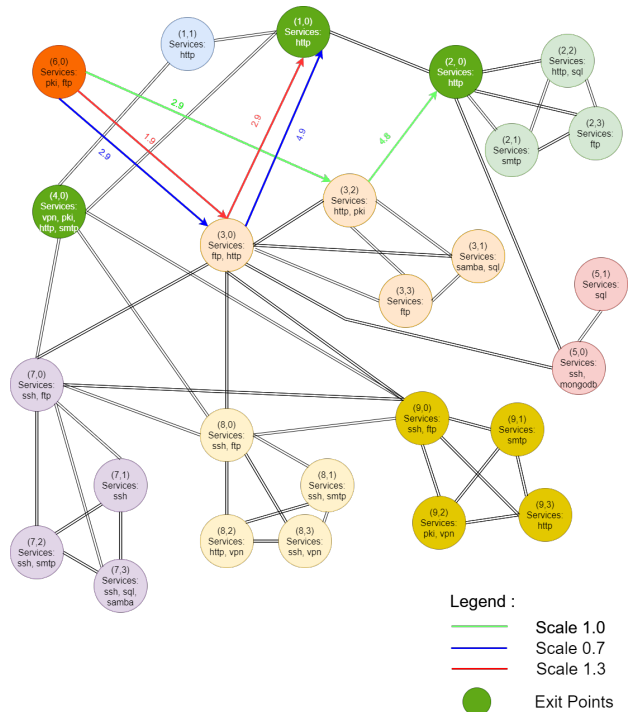 (1,0)
Services:
http
(1,1)
Services:
http
(6,0)
Services:
pki, ftp
(2, 0)
Services:
http
(2,2)
Services:
http, sql
(2,3)
Services:
ftp
(2,1)
Services:
smtp
2.9
1.9
2.9
2.9
4.9
4.8
(4,0)
Services:
vpn, pki,
http, smtp
(3,2)
Services:
http, pki
(3,0)
Services:
ftp, http
(3,1)
Services:
samba, sql
(3,3)
Services:
ftp
(5,1)
Services:
sql
(5,0)
Services:
ssh,
mongodb
(7,0)
Services:
ssh, ftp
(8,0)
Services:
ssh, ftp
(9,0)
Services:
ssh, ftp
(9,1)
Services:
smtp
(7,1)
Services:
ssh
(8,1)
Services:
ssh, smtp
(7,2)
Services:
ssh, smtp
(7,3)
Services:
ssh, sql,
samba
(8,2)
Services:
http, vpn
(8,3)
Services:
ssh, vpn
(9,2)
Services:
pki, vpn
(9,3)
Services:
http
Legend :
Scale 1.0
Scale 0.7
Scale 1.3
Exit Points